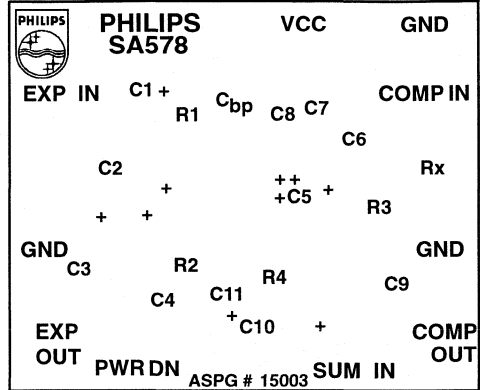 PHILIPS
PHILIPS
SA578
VCC
GND
EXP IN
C1 +
R1
Cbp
C8
C7
COMP IN
C6
C2
Rx
+
+ +
+ C5
+
R3
+
+
GND
C3
R2
C4
C11
R4
GND
C9
+
C10
+
EXP
OUT
COMP
OUT
PWR DN
ASPG # 15003
SUM IN